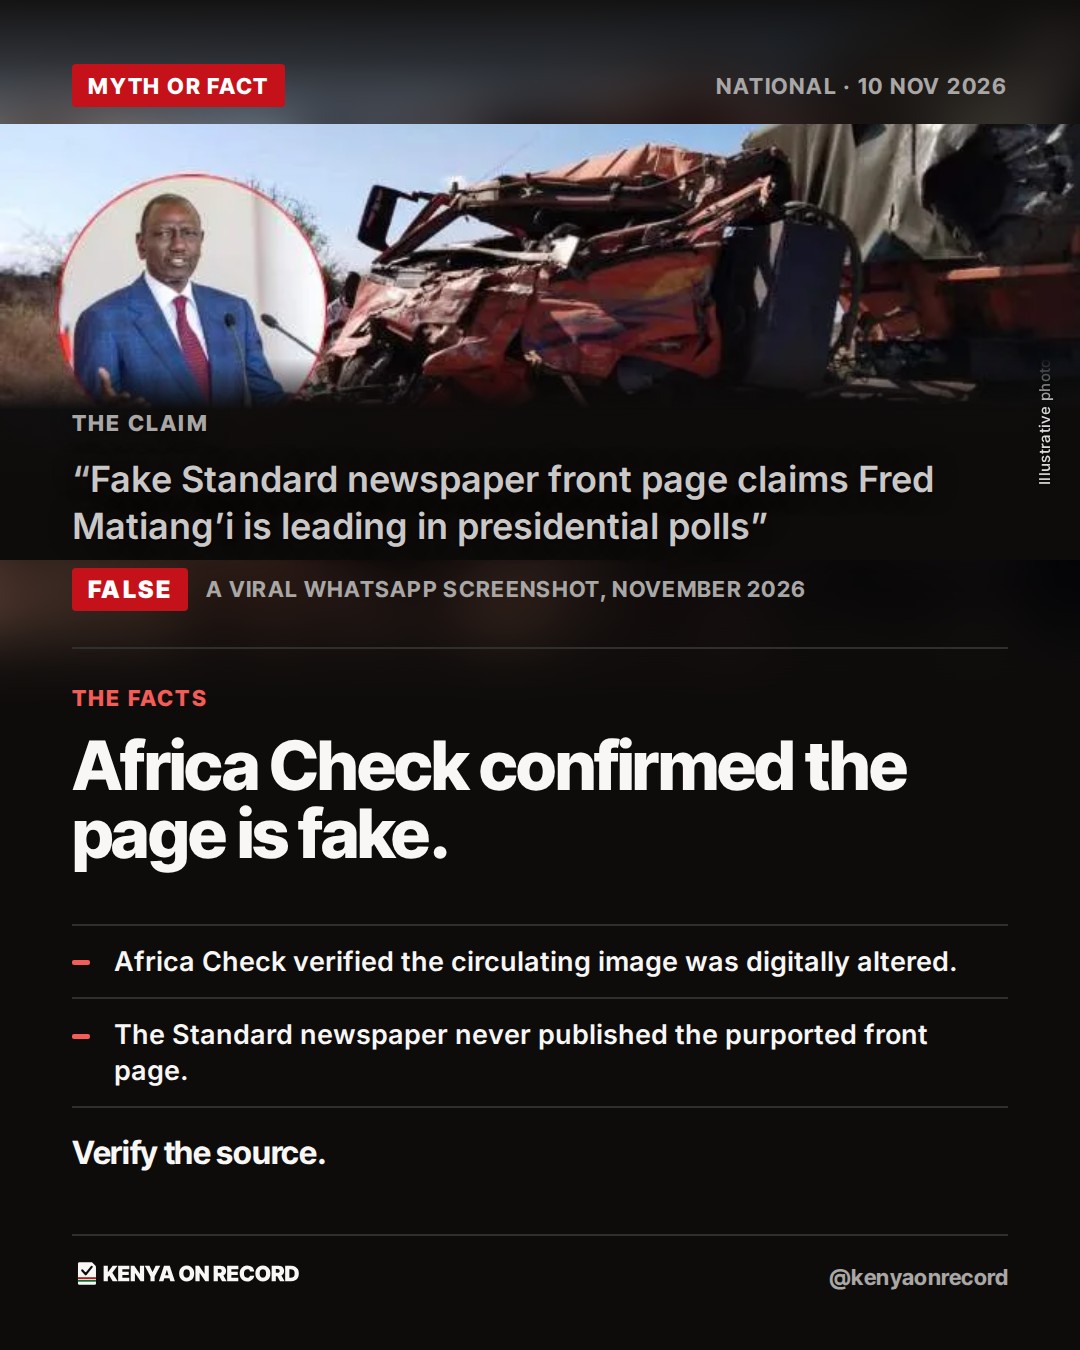 MYTH OR FACT
NATIONAL · 10 NOV 2026
THE CLAIM
“Fake Standard newspaper front page claims Fred
Matiang’i is leading in presidential polls”
Illustrative photo
FALSE
A VIRAL WHATSAPP SCREENSHOT, NOVEMBER 2026
THE FACTS
Africa Check confirmed the
page is fake.
Africa Check verified the circulating image was digitally altered.
The Standard newspaper never published the purported front
page.
Verify the source.
KENYA ON RECORD
@kenyaonrecord